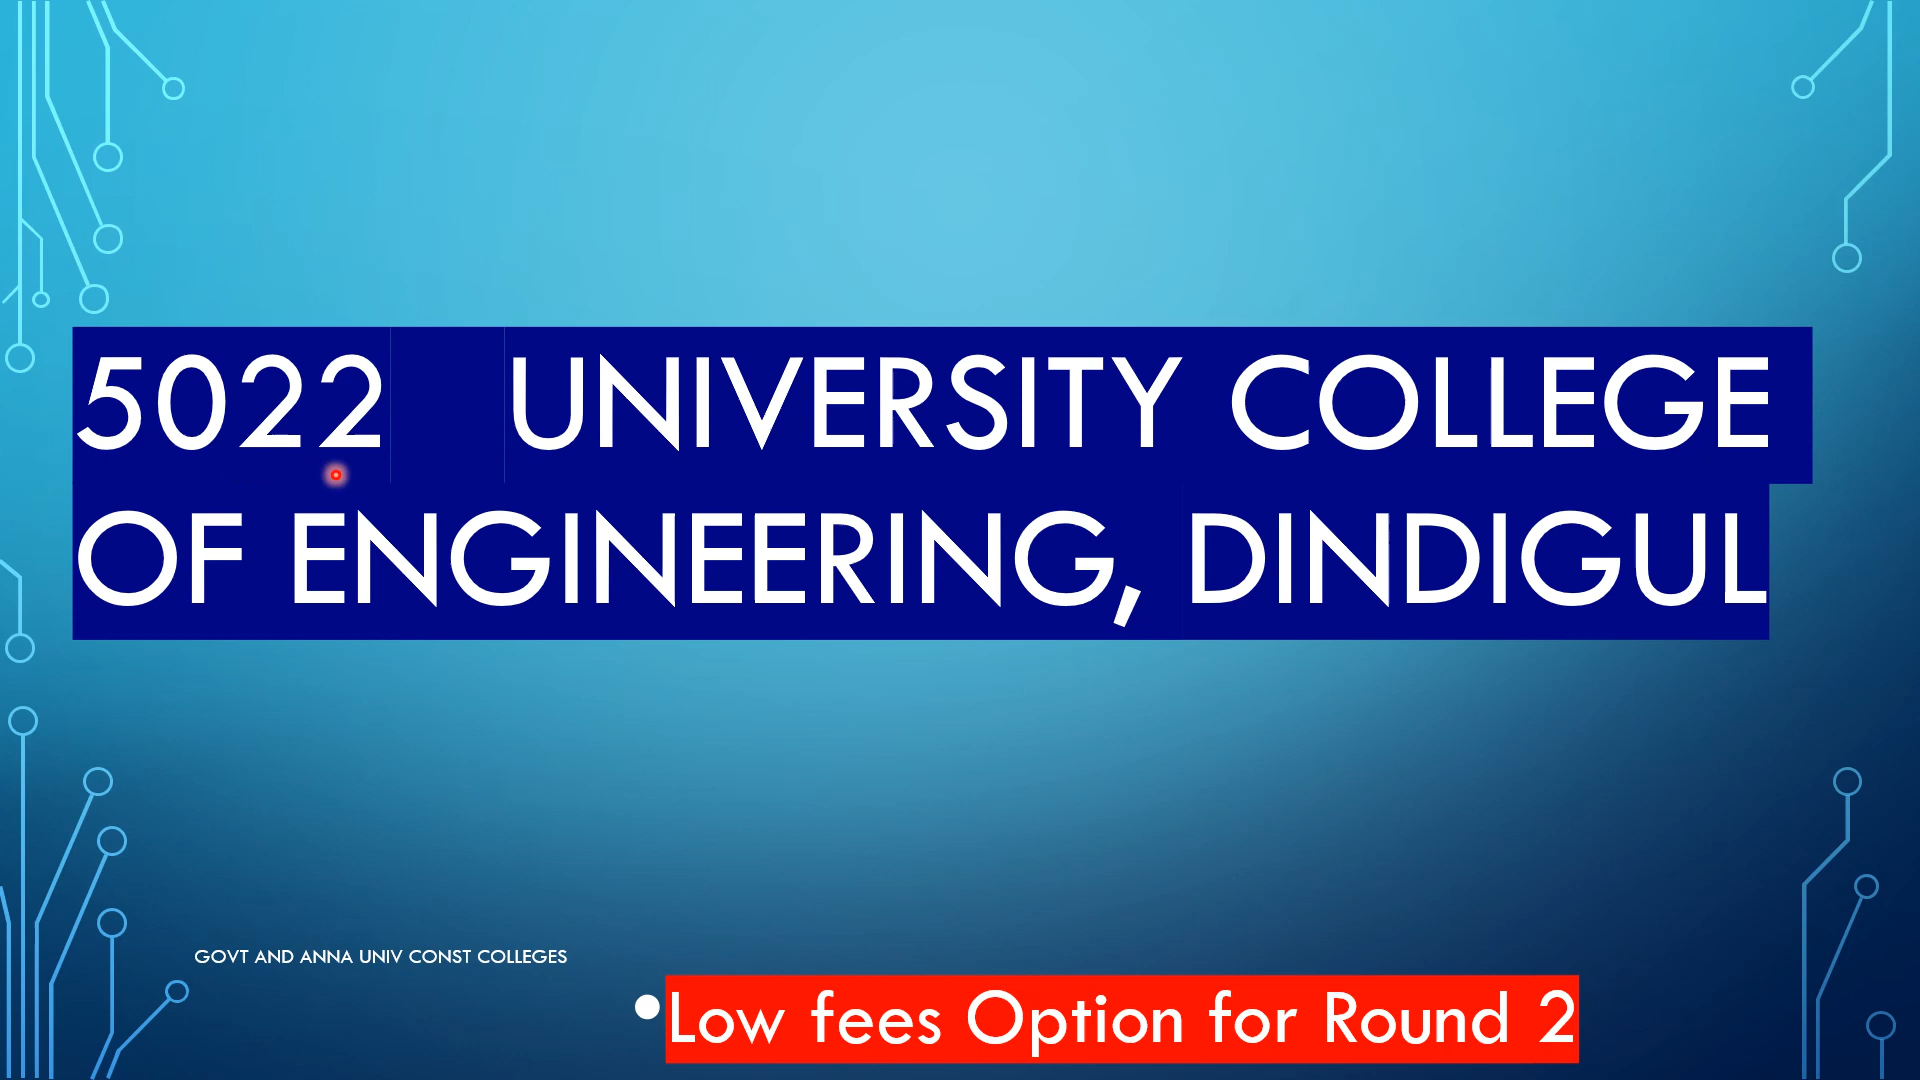 5022 UNIVERSITY COLLEGE
OF ENGINEERING, DINDIGUL
GOVT AND ANNA UNIV CONST COLLEGES
•Low fees Option for Round 2